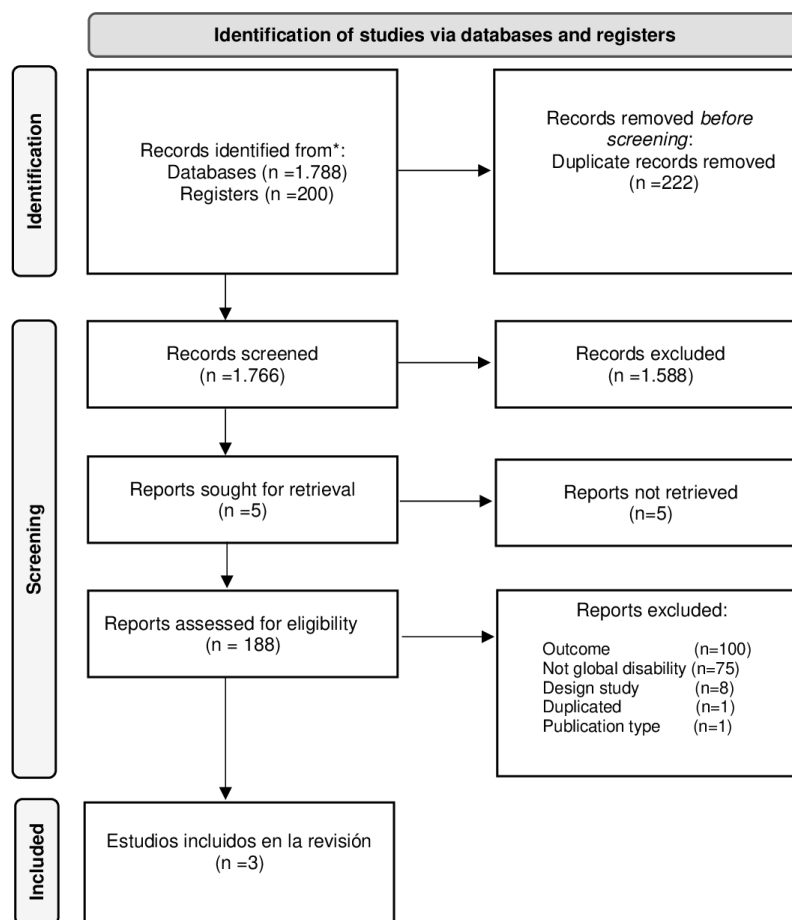 Identification of studies via databases and registers
Identification
Records identified from*:
Databases (n =1.788)
Registers (n =200)
Records removed before
screening:
Duplicate records removed
(n =222)
Screening
Records screened
(n =1.766)
Records excluded
(n =1.588)
Reports sought for retrieval
(n =5)
Reports not retrieved
(n=5)
Reports assessed for eligibility
(n = 188)
Reports excluded:
Outcome (n=100)
Not global disability (n=75)
Design study (n=8)
Duplicated (n=1)
Publication type (n=1)
Included
Estudios incluidos en la revisión
(n =3)